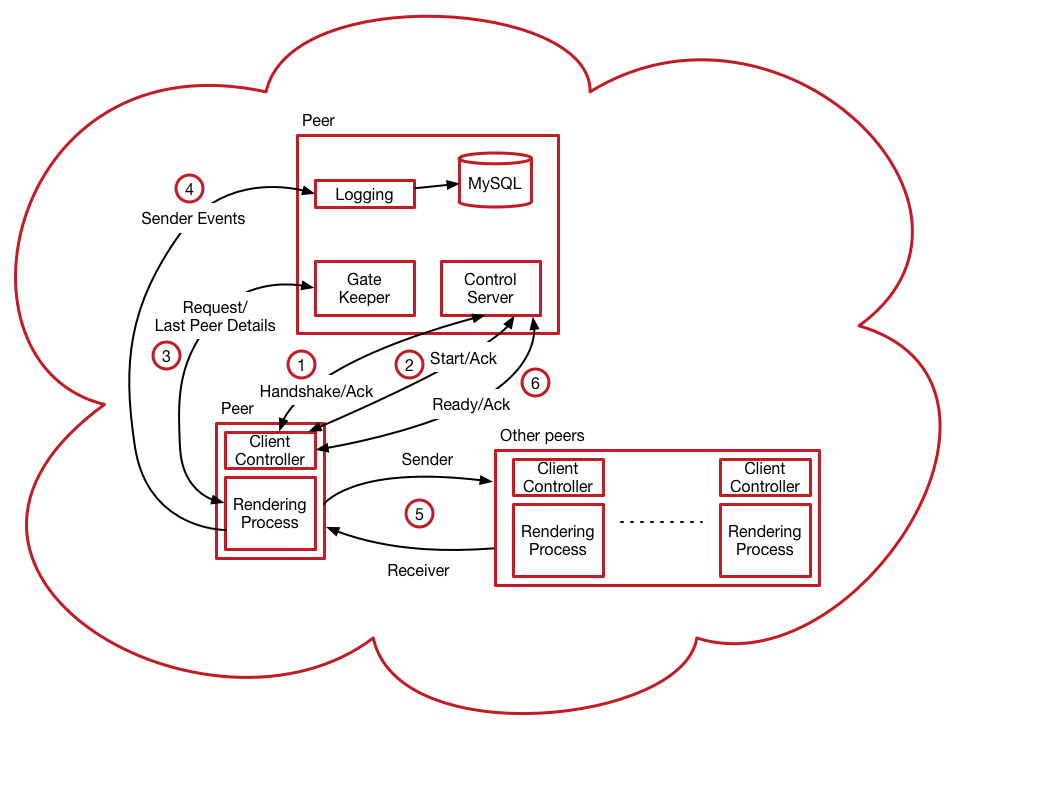 Peer
4
Logging
MySQL
Sender Events
Gate
Keeper
Control
Server
Request/
Last Peer Details
3
1
2
Start/Ack
6
Handshake/Ack
Ready/Ack
Peer
Client
Controller
Rendering
Process
Sender
5
Receiver
Other peers
Client
Controller
Rendering
Process
Client
Controller
Rendering
Process